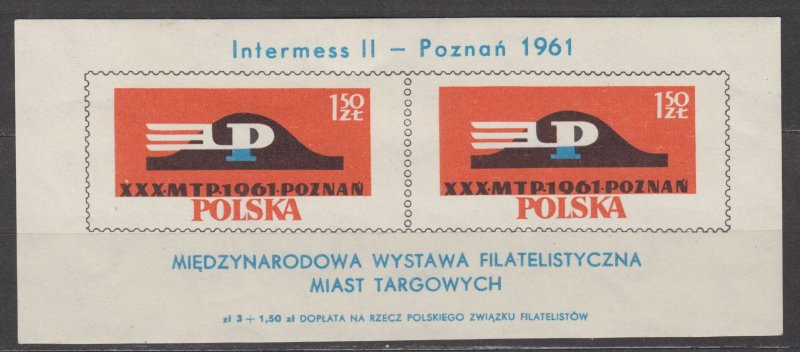 Intermess II – Poznań 1961
1 50 ZŁ
P
XXX·MTP·1961·POZNAŃ
POLSKA
1 50 ZŁ
P
XXX·MTP·1961·POZNAŃ
POLSKA
MIĘDZYNARODOWA WYSTAWA FILATELISTYCZNA
MIAST TARGOWYCH
zł 3 + 1,50 zł DOPŁATA NA RZECZ POLSKIEGO ZWIĄZKU FILATELISTÓW